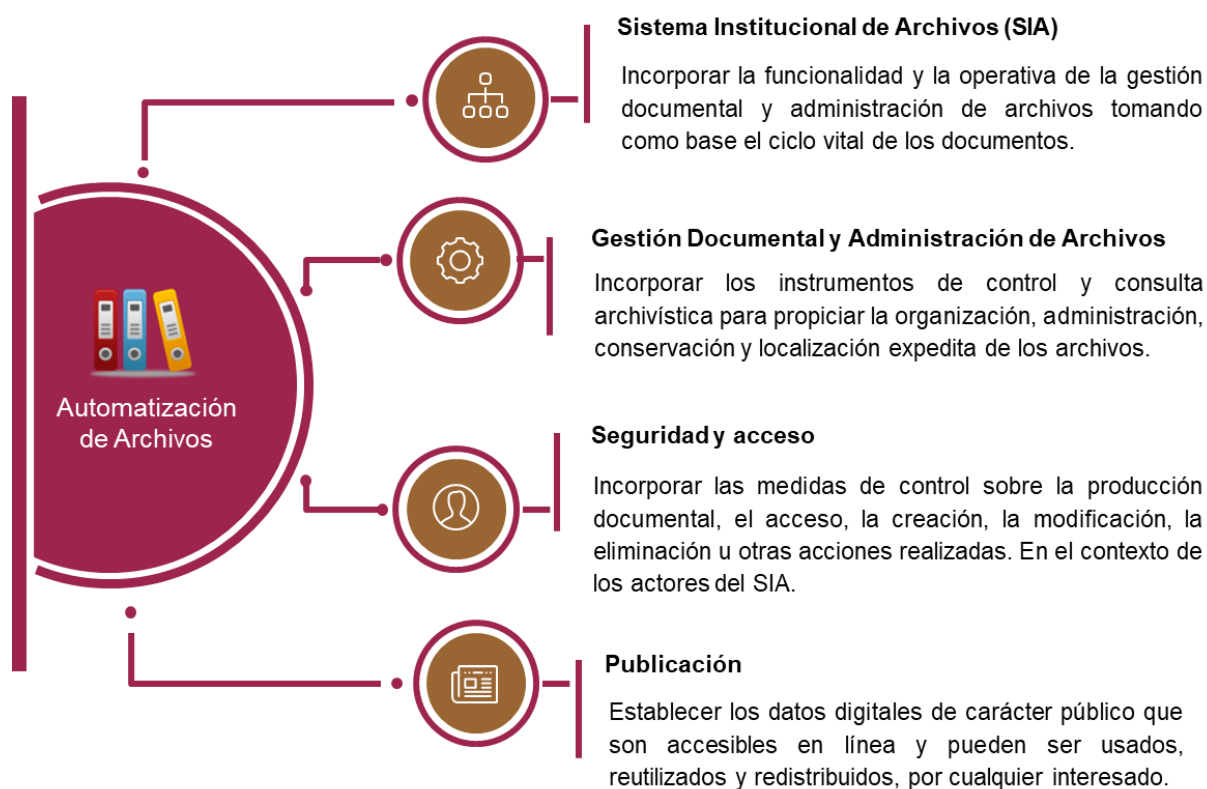 Sistema Institucional de Archivos (SIA)
Incorporar la funcionalidad y la operativa de la gestión
documental y administración de archivos tomando
como base el ciclo vital de los documentos.
Gestión Documental y Administración de Archivos
Incorporar los instrumentos de control y consulta
archivística para propiciar la organización, administración,
conservación y localización expedita de los archivos.
Automatización
de Archivos
Seguridad y acceso
Incorporar las medidas de control sobre la producción
documental, el acceso, la creación, la modificación, la
eliminación u otras acciones realizadas. En el contexto de
los actores del SIA.
Publicación
Establecer los datos digitales de carácter público que
son accesibles en línea y pueden ser usados,
reutilizados y redistribuidos, por cualquier interesado.